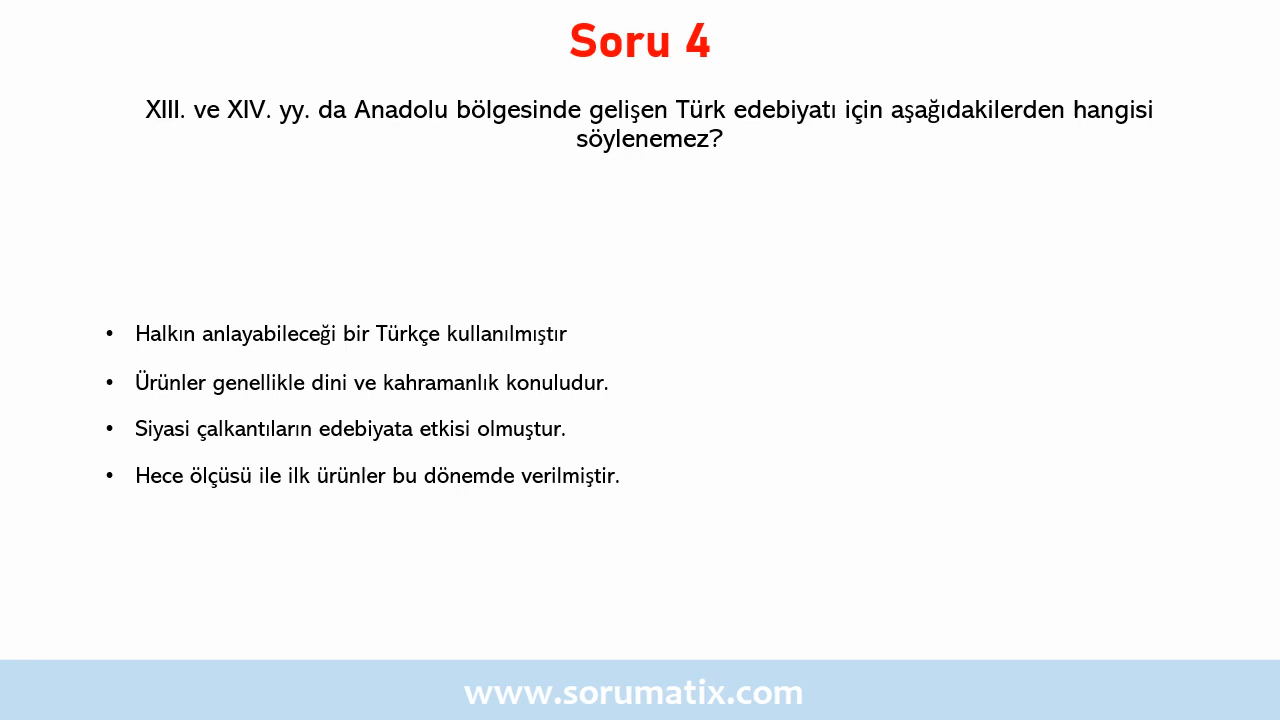 Soru 4
XIII. ve XIV. yy. da Anadolu bölgesinde gelişen Türk edebiyatı için aşağıdakilerden hangisi
söylenemez?
• Halkın anlayabileceği bir Türkçe kullanılmıştır
• Ürünler genellikle dini ve kahramanlık konuludur.
• Siyasi çalkantıların edebiyata etkisi olmuştur.
• Hece ölçüsü ile ilk ürünler bu dönemde verilmiştir.
www.sorumatix.com